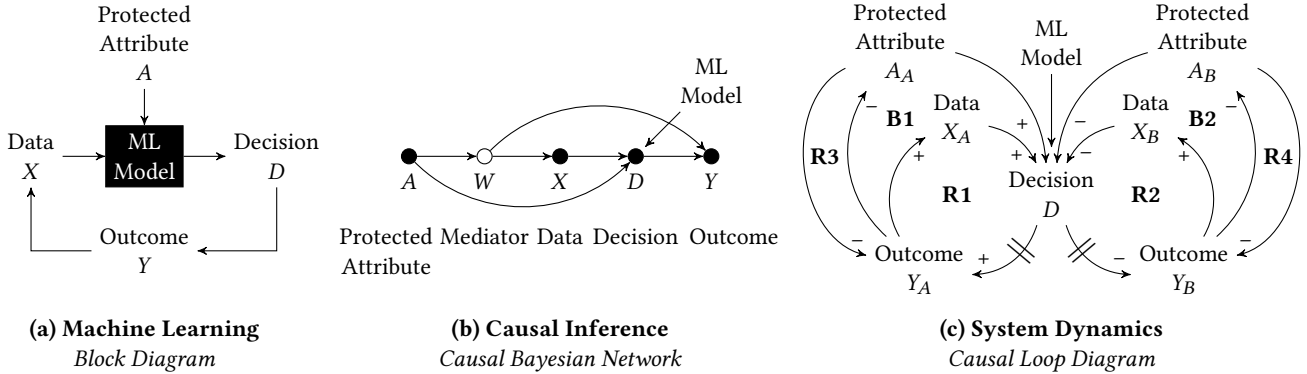 Protected
Attribute
A
Data
X
ML
Model
Decision
D
Outcome
Y
(a) Machine Learning
Block Diagram
ML
Model
A
W
X
D
Y
Protected Mediator Data Decision Outcome
Attribute
(b) Causal Inference
Causal Bayesian Network
Protected
Attribute
A_A
ML
Model
Protected
Attribute
A_B
−
B1
Data
X_A
+
+
+
−
−
Data
X_B
+
B2
−
R3
R1
Decision
D
R2
R4
−
Outcome
Y_A
+
−
Outcome
Y_B
−
(c) System Dynamics
Causal Loop Diagram